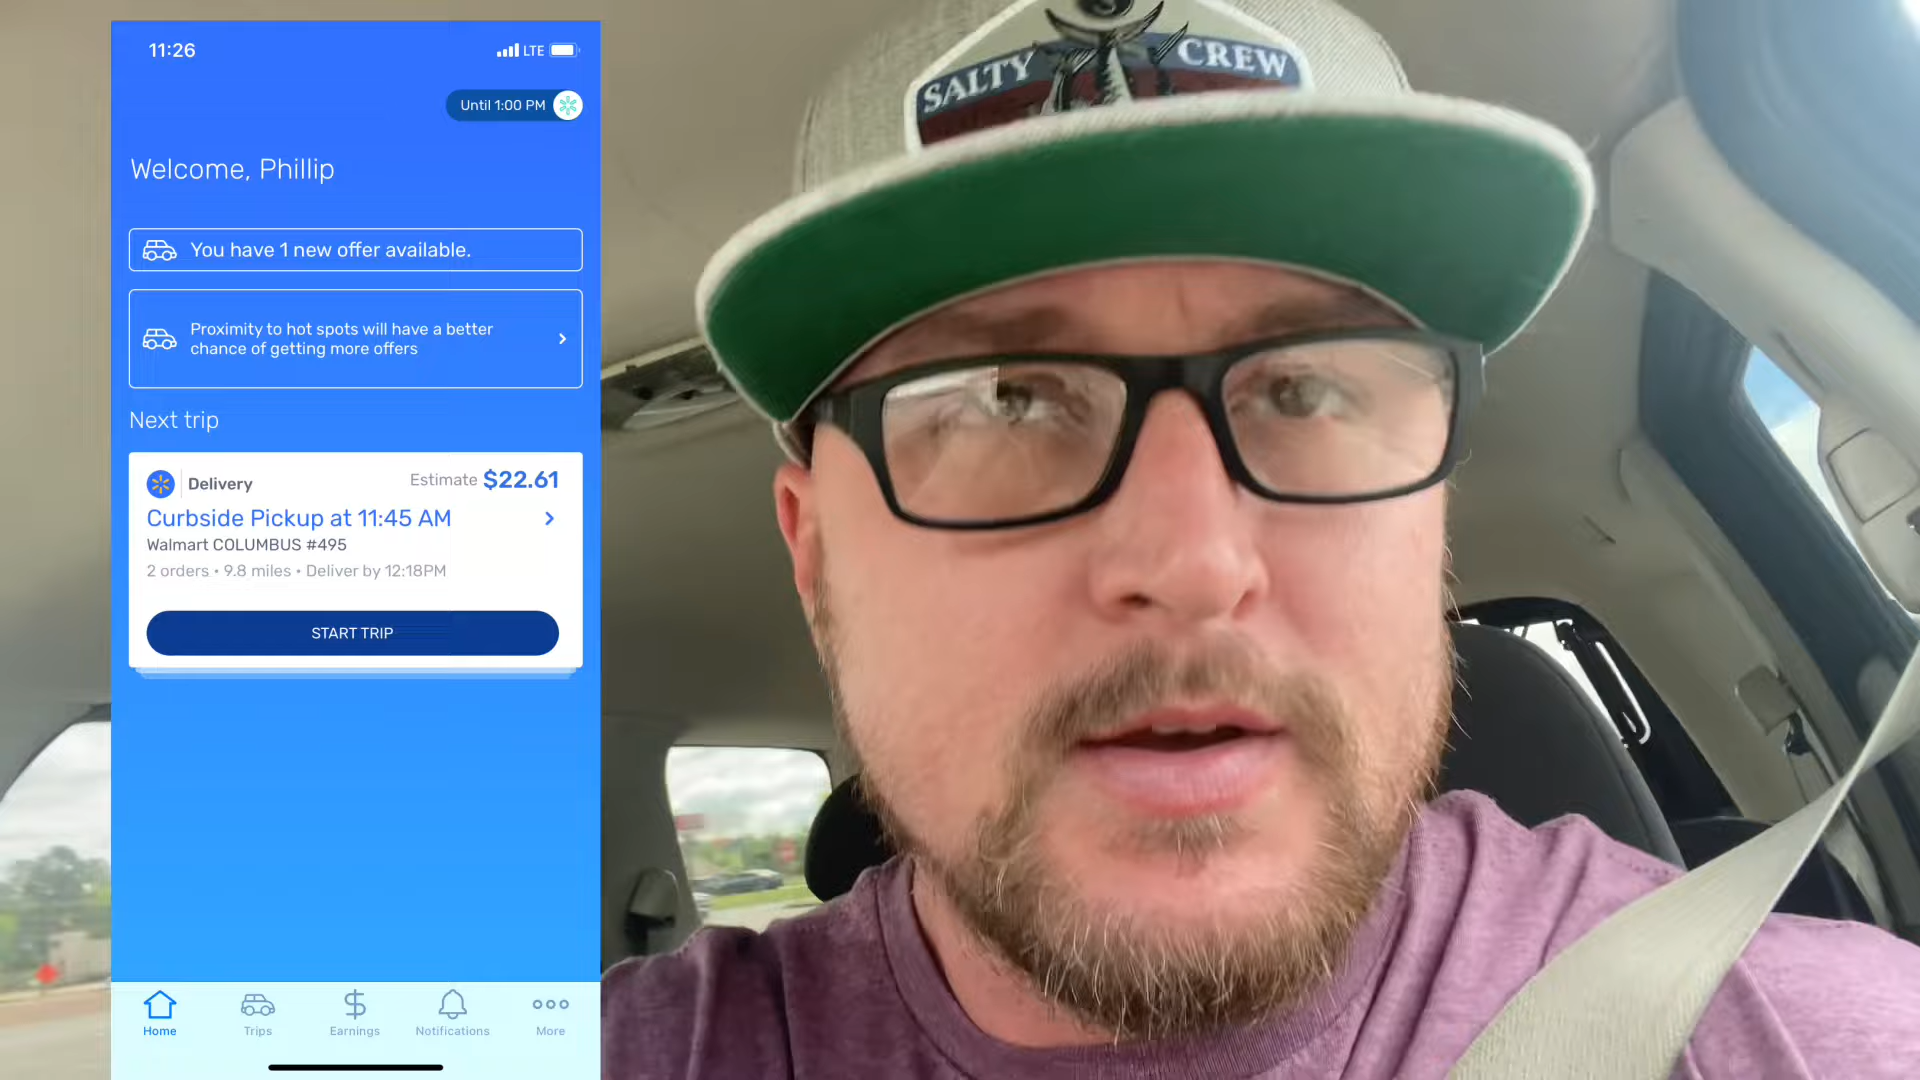 11:26
LTE
Until 1:00 PM
Welcome, Phillip
You have 1 new offer available.
Proximity to hot spots will have a better
chance of getting more offers
Next trip
Delivery
Estimate $22.61
Curbside Pickup at 11:45 AM
Walmart COLUMBUS #495
2 orders • 9.8 miles • Deliver by 12:18PM
START TRIP
Home
Trips
Earnings
Notifications
More
SALTY CREW